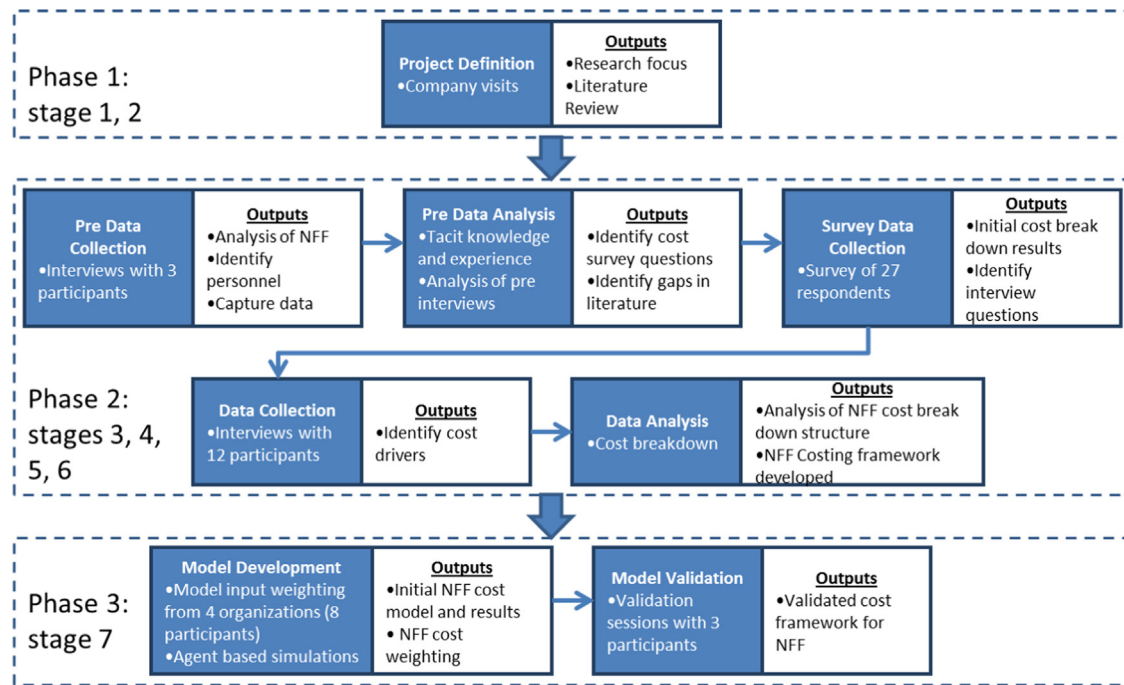 Phase 1:
stage 1, 2
Project Definition
•Company visits
Outputs
•Research focus
•Literature
Review
Pre Data
Collection
•Interviews with 3
participants
Outputs
•Analysis of NFF
•Identify
personnel
•Capture data
Pre Data Analysis
•Tacit knowledge
and experience
•Analysis of pre
interviews
Outputs
•Identify cost
survey questions
•Identify gaps in
literature
Survey Data
Collection
•Survey of 27
respondents
Outputs
•Initial cost break
down results
•Identify
interview
questions
Phase 2:
stages 3, 4,
5, 6
Data Collection
•Interviews with
12 participants
Outputs
•Identify cost
drivers
Data Analysis
•Cost breakdown
Outputs
•Analysis of NFF cost break
down structure
•NFF Costing framework
developed
Phase 3:
stage 7
Model Development
•Model input weighting
from 4 organizations (8
participants)
•Agent based simulations
Outputs
•Initial NFF cost
model and results
• NFF cost
weighting
Model Validation
•Validation
sessions with 3
participants
Outputs
•Validated cost
framework for
NFF